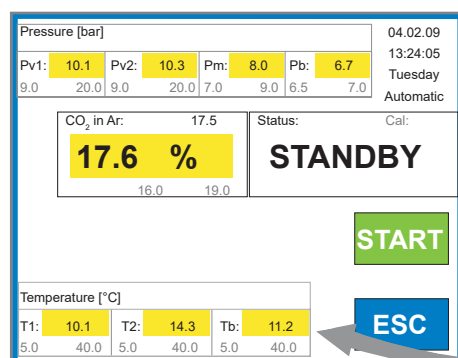 Pressure [bar]
04.02.09
13:24:05
Tuesday
Automatic
Pv1: 10.1 Pv2: 10.3 Pm: 8.0 Pb: 6.7
9.0 20.0 9.0 20.0 7.0 9.0 6.5 7.0
CO2 in Ar: 17.5
17.6 %
16.0 19.0
Status: Cal:
STANDBY
START
Temperature [°C]
T1: 10.1 T2: 14.3 Tb: 11.2
5.0 40.0 5.0 40.0 5.0 40.0
ESC